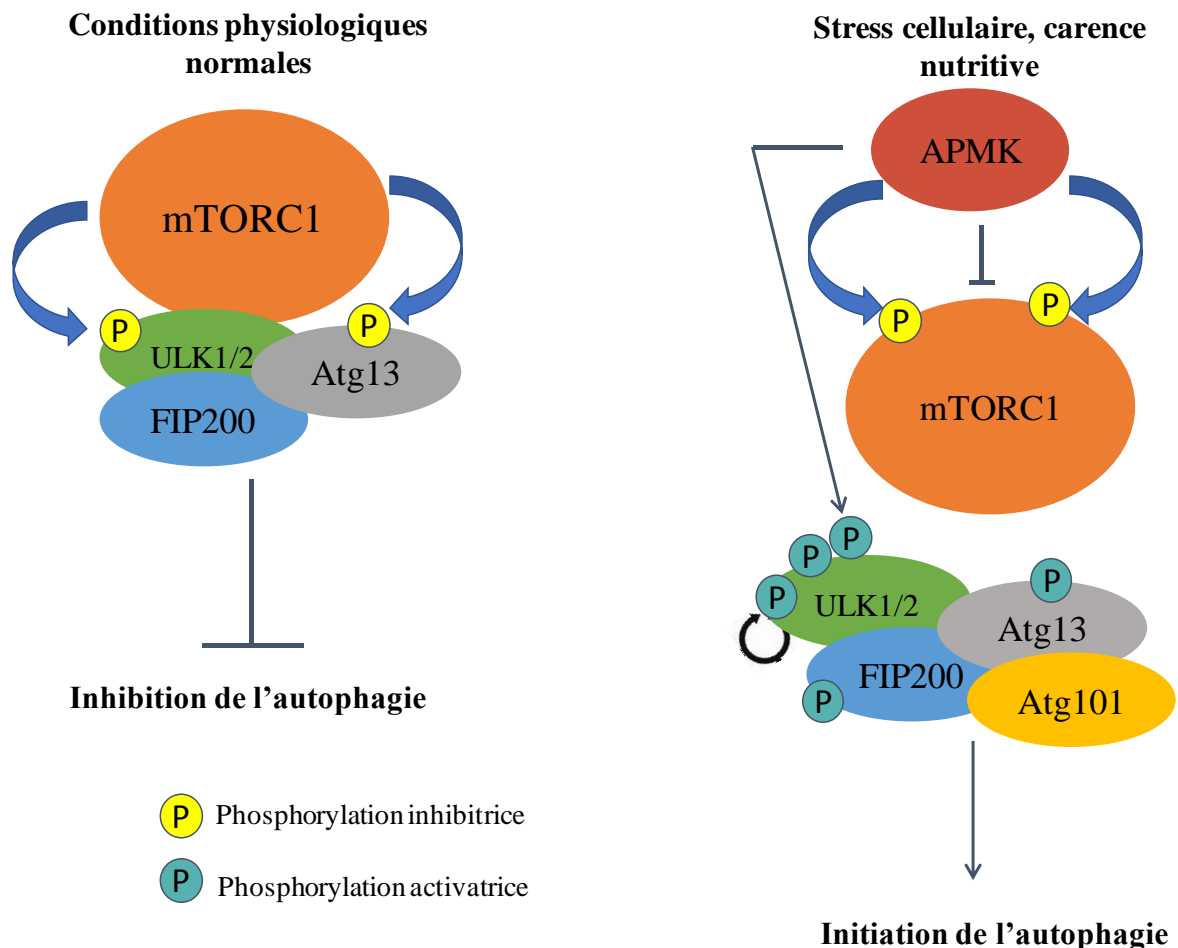 Conditions physiologiques
normales
mTORC1
P
P
ULK1/2
Atg13
FIP200
Inhibition de l’autophagie
P Phosphorylation inhibitrice
P Phosphorylation activatrice
Stress cellulaire, carence
nutritive
APMK
P
P
mTORC1
P
P
P
P
ULK1/2
Atg13
FIP200
P
Atg101
Initiation de l’autophagie